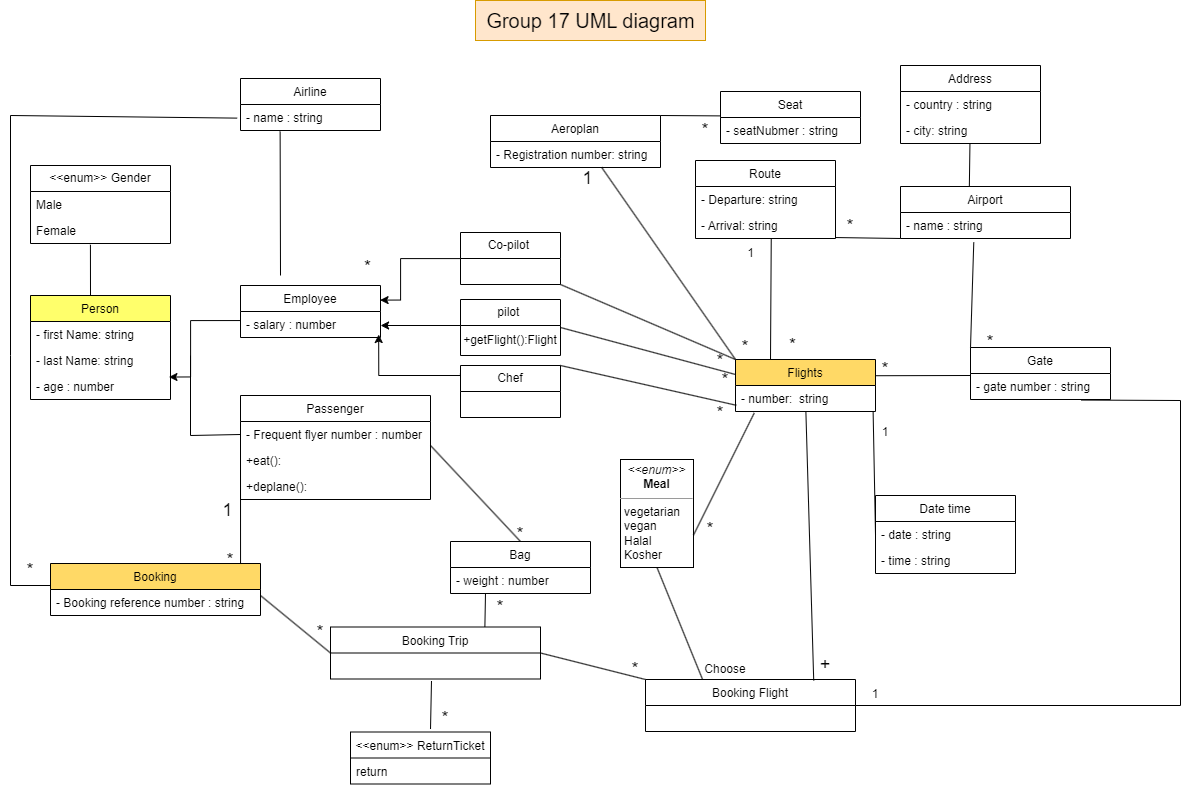 Group 17 UML diagram
Airline
- name : string
Address
- country : string
- city: string
Seat
- seatNubmer : string
*
Aeroplan
- Registration number: string
1
Route
- Departure: string
- Arrival: string
1
*
Airport
- name : string
<<enum>> Gender
Male
Female
Person
- first Name: string
- last Name: string
- age : number
*
Employee
- salary : number
Co-pilot
pilot
+getFlight():Flight
Chef
*
*
*
*
*
Flights
- number:  string
*
*
Gate
- gate number : string
1
Passenger
- Frequent flyer number : number
+eat():
+deplane():
1
*
*
Booking
- Booking reference number : string
*
Bag
- weight : number
*
<<enum>>
Meal
vegetarian
vegan
Halal
Kosher
*
Date time
- date : string
- time : string
*
Booking Trip
*
Choose
+
Booking Flight
1
*
<<enum>> ReturnTicket
return